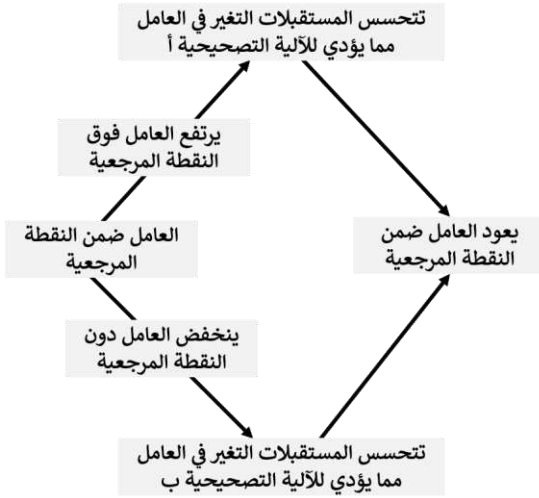 تتحسس المستقبلات التغير في العامل
مما يؤدي للآلية التصحيحية أ
يرتفع العامل فوق
النقطة المرجعية
العامل ضمن النقطة
المرجعية
يعود العامل ضمن
النقطة المرجعية
ينخفض العامل دون
النقطة المرجعية
تتحسس المستقبلات التغير في العامل
مما يؤدي للآلية التصحيحية ب